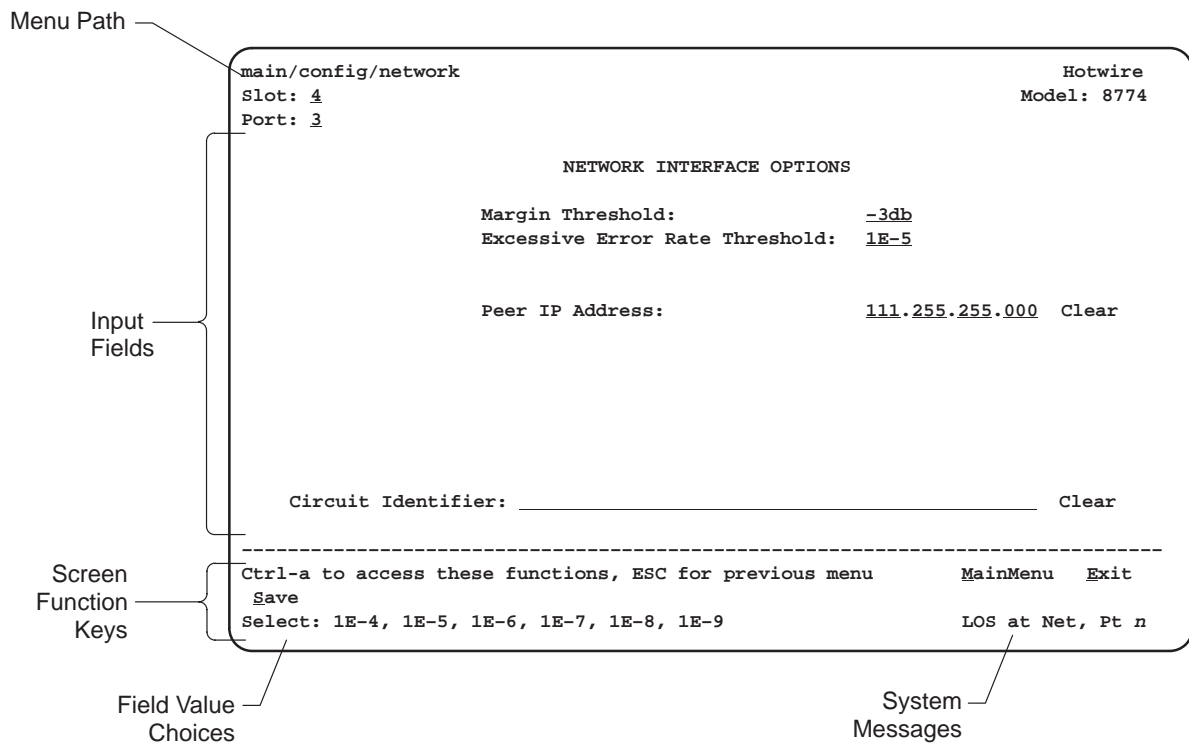 Menu Path
main/config/network Hotwire
Slot: 4 Model: 8774
Port: 3
NETWORK INTERFACE OPTIONS
Margin Threshold: -3db
Excessive Error Rate Threshold: 1E-5
Peer IP Address: 111.255.255.000 Clear
Input
Fields
Circuit Identifier: Clear
--------------------------------------------------------------------------------
Screen
Function
Keys
Ctrl-a to access these functions, ESC for previous menu MainMenu Exit
Save
Select: 1E-4, 1E-5, 1E-6, 1E-7, 1E-8, 1E-9 LOS at Net, Pt n
Field Value
Choices
System
Messages